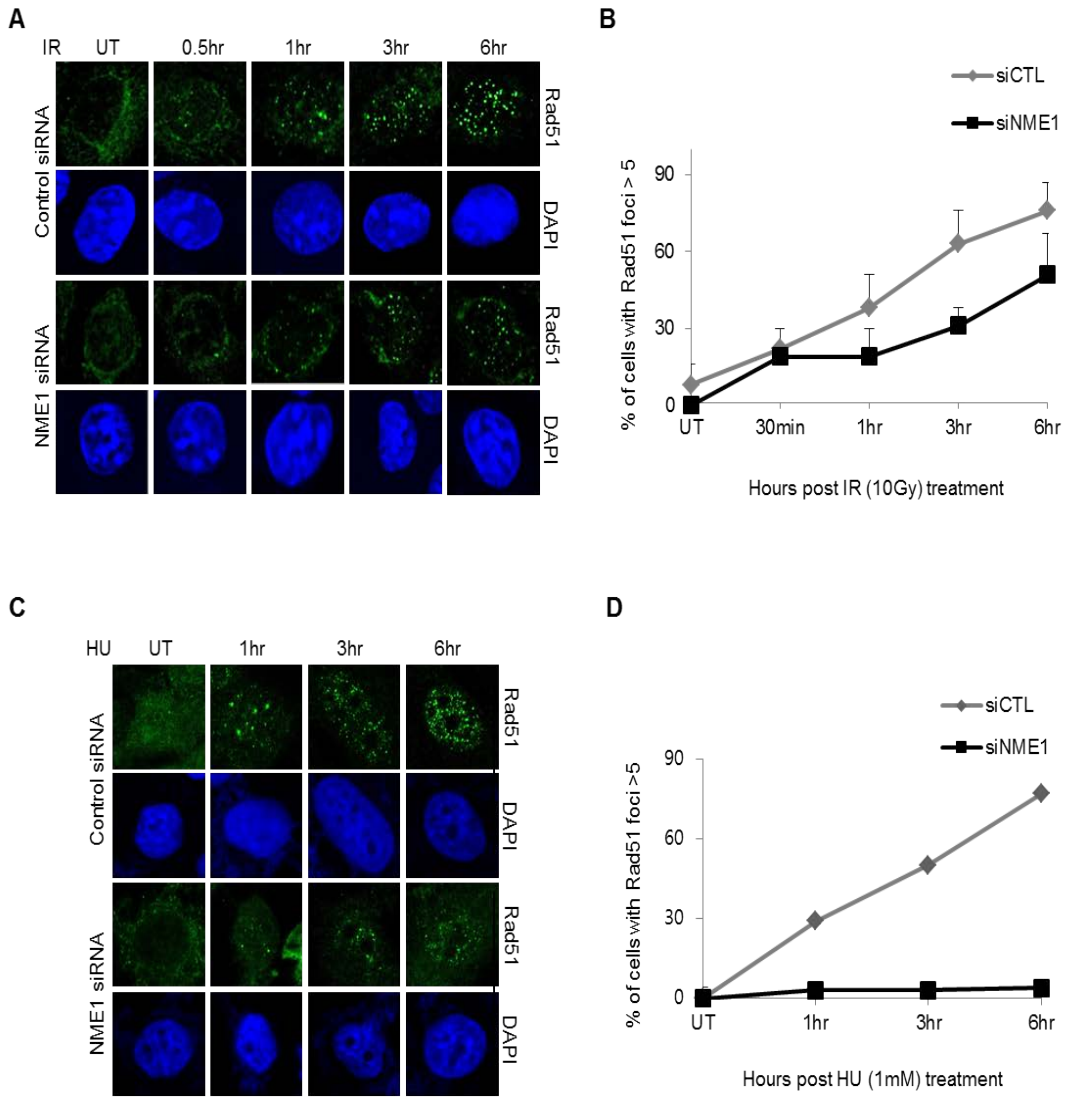 A
IR UT 0.5hr 1hr 3hr 6hr
Control siRNA
Rad51
DAPI
NME1 siRNA
Rad51
DAPI
B
siCTL
siNME1
% of cells with Rad51 foci > 5
90
60
30
0
UT 30min 1hr 3hr 6hr
Hours post IR (10Gy) treatment
C
HU UT 1hr 3hr 6hr
Control siRNA
Rad51
DAPI
NME1 siRNA
Rad51
DAPI
D
siCTL
siNME1
% of cells with Rad51 foci >5
90
60
30
0
UT 1hr 3hr 6hr
Hours post HU (1mM) treatment